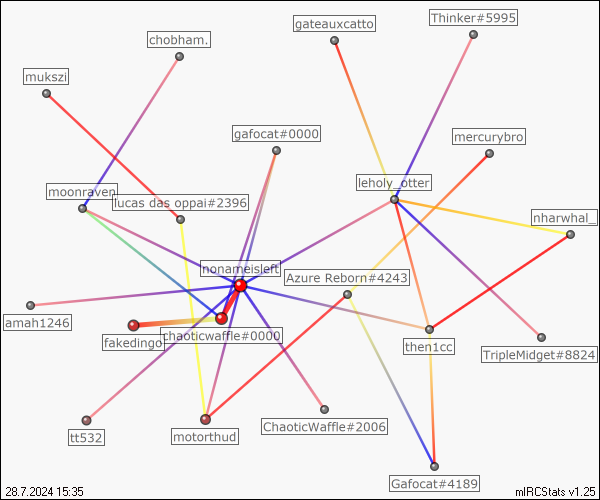 Thinker#5995
gateauxcatto
chobham.
mukszi
gafocat#0000
mercurybro
leholy_otter
moonraven
lucas das oppai#2396
nharwhal_
nonameisleft
Azure Reborn#4243
amah1246
chaoticwaffle#0000
fakedingo
then1cc
TripleMidget#8824
ChaoticWaffle#2006
tt532
motorthud
Gafocat#4189
28.7.2024 15:35
mIRCStats v1.25